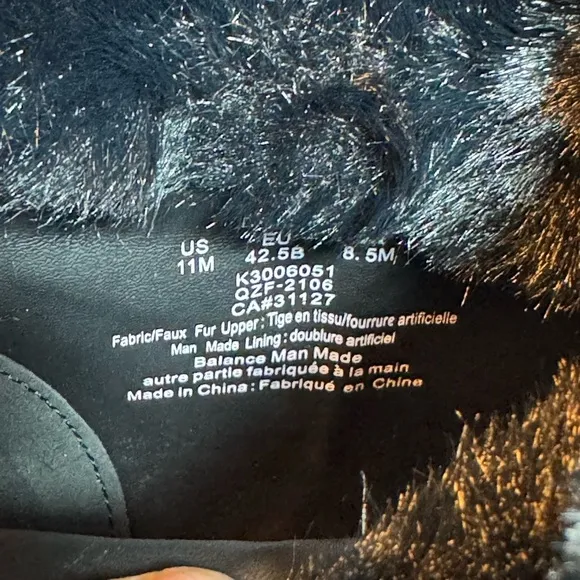 US EU
11M 42.5B 8.5M
K3006051
QZF-2106
CA#31127
Fabric/Faux Fur Upper: Tige en tissu/fourrure artificielle
Man Made Lining: doublure artificiel
Balance Man Made
autre partie fabriquée à la main
Made in China: Fabriqué en Chine